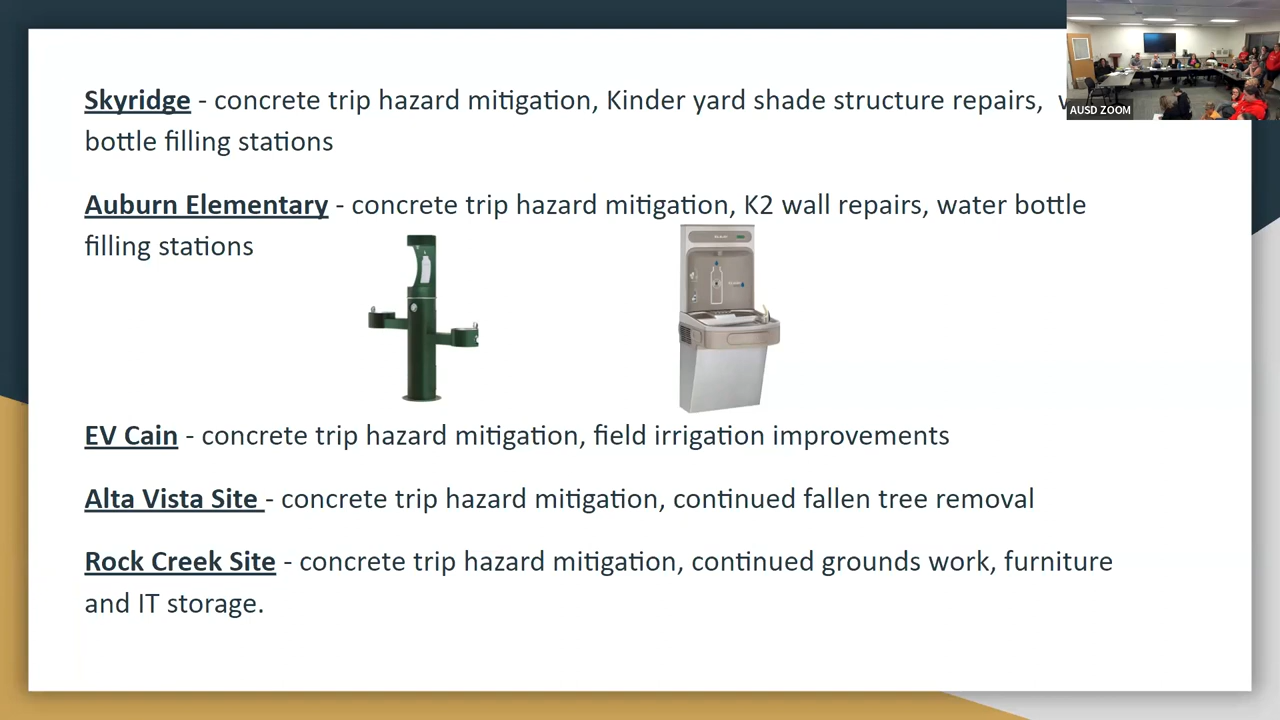 Skyridge - concrete trip hazard mitigation, Kinder yard shade structure repairs,
AUSD ZOOM
bottle filling stations
Auburn Elementary - concrete trip hazard mitigation, K2 wall repairs, water bottle
filling stations
EV Cain - concrete trip hazard mitigation, field irrigation improvements
Alta Vista Site - concrete trip hazard mitigation, continued fallen tree removal
Rock Creek Site - concrete trip hazard mitigation, continued grounds work, furniture
and IT storage.